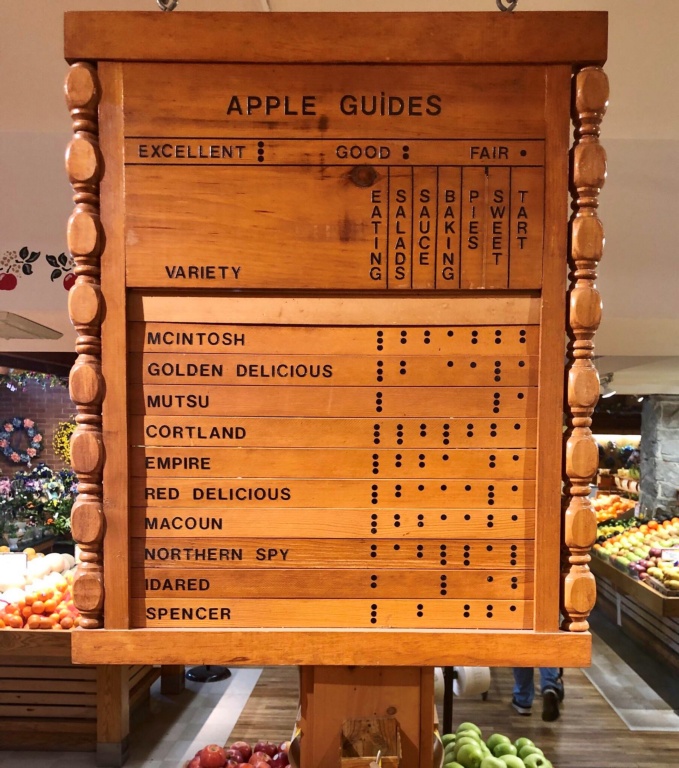 APPLE GUiDES
EXCELLENT GOOD FAIR
VARIETY EATING SALADS SAUCE BAKING PIES SWEET TART
MCINTOSH
GOLDEN DELICIOUS
MUTSU
CORTLAND
EMPIRE
RED DELICIOUS
MACOUN
NORTHERN SPY
IDARED
SPENCER